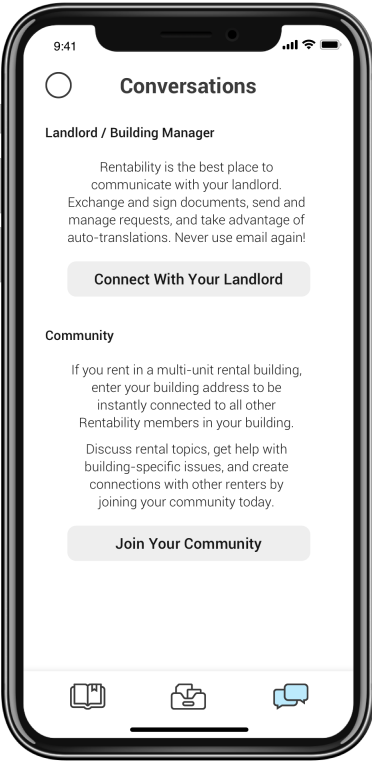 9:41
Conversations
Landlord / Building Manager
Rentability is the best place to
communicate with your landlord.
Exchange and sign documents, send and
manage requests, and take advantage of
auto-translations. Never use email again!
Connect With Your Landlord
Community
If you rent in a multi-unit rental building,
enter your building address to be
instantly connected to all other
Rentability members in your building.
Discuss rental topics, get help with
building-specific issues, and create
connections with other renters by
joining your community today.
Join Your Community